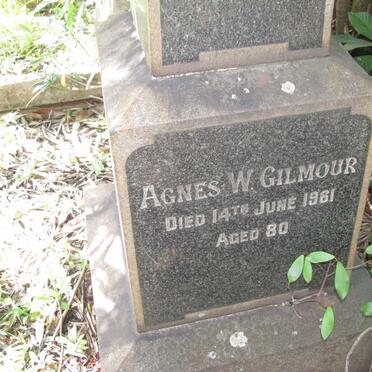 AGNES W. GILMOUR
DIED 14TH JUNE 1961
AGED 80